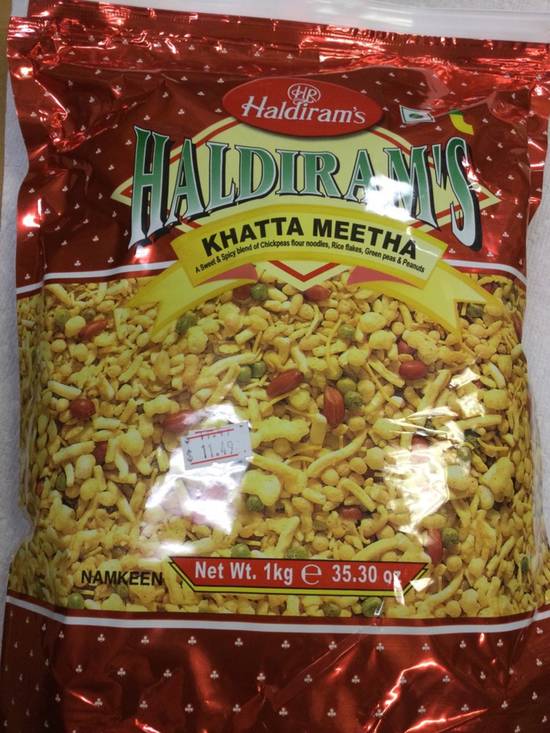 HR
Haldiram's
HALDIRAM'S
KHATTA MEETHA
A Sweet & Spicy blend of Chickpeas flour noodles, Rice flakes, Green peas & Peanuts
$ 11.49
NAMKEEN
Net Wt. 1kg e 35.30 oz